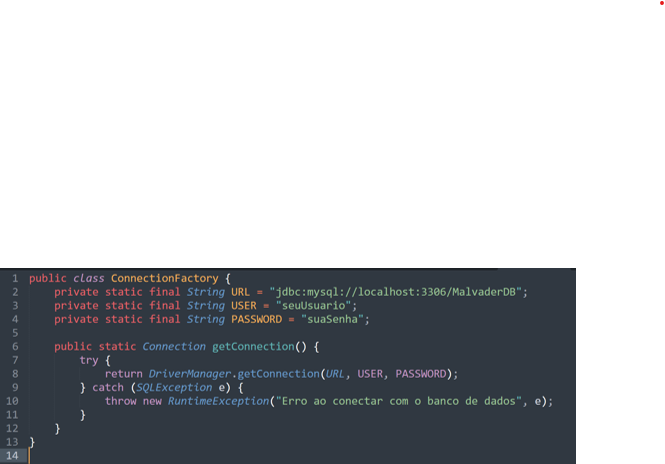 1 public class ConnectionFactory {
2 private static final String URL = "jdbc:mysql://localhost:3306/MalvaderDB";
3 private static final String USER = "seuUsuario";
4 private static final String PASSWORD = "suaSenha";
5
6 public static Connection getConnection() {
7 try {
8 return DriverManager.getConnection(URL, USER, PASSWORD);
9 } catch (SQLException e) {
10 throw new RuntimeException("Erro ao conectar com o banco de dados", e);
11 }
12 }
13 }
14